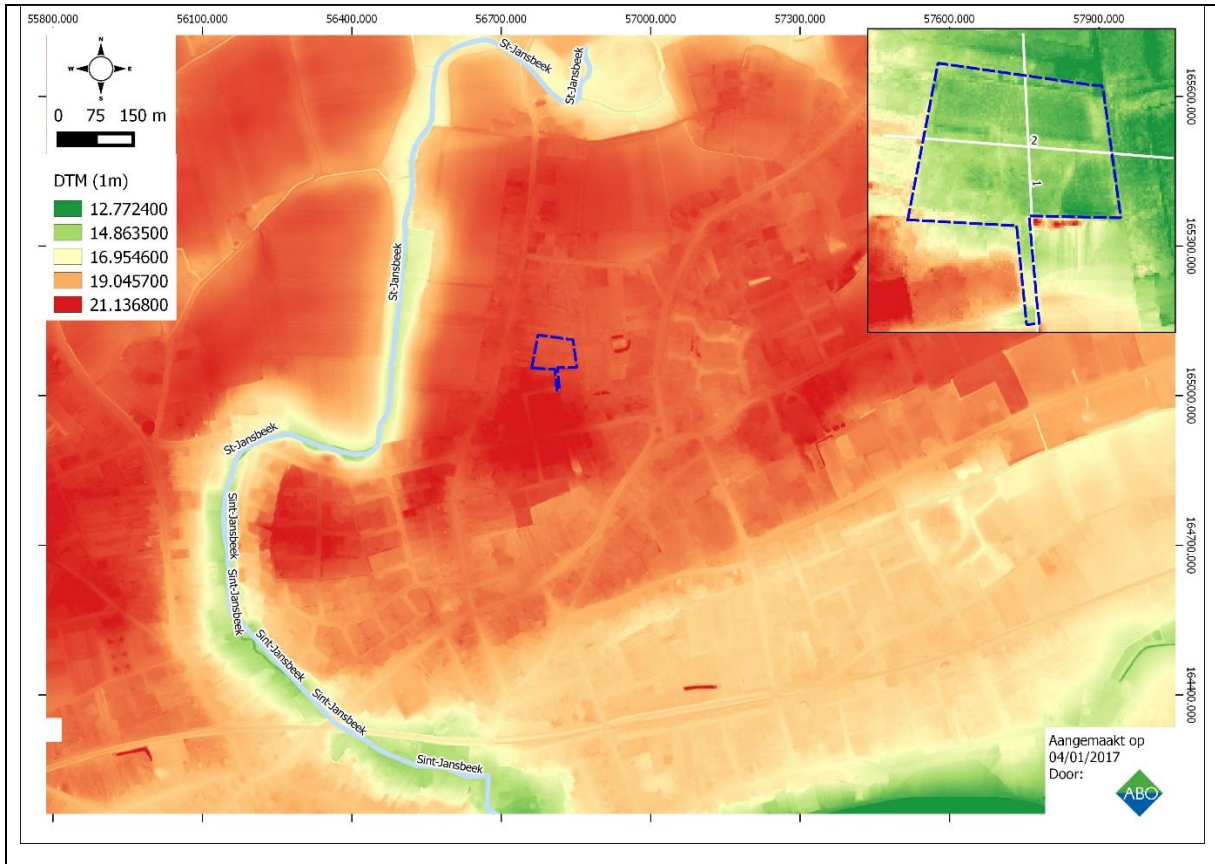 55800.000 56100.000 56400.000 56700.000 57000.000 57300.000 57600.000 57900.000
N
W E
S
0 75 150 m
DTM (1m)
12.772400
14.863500
16.954600
19.045700
21.136800
St-Jansbeek
St-Jansbeek
St-Jansbeek
St-Jansbeek
Sint-Jansbeek
Sint-Jansbeek
Sint-Jansbeek
Sint-Jansbeek
Sint-Jansbeek
2
1
165600.000
165300.000
165000.000
164700.000
164400.000
Aangemaakt op
04/01/2017
Door:
ABO